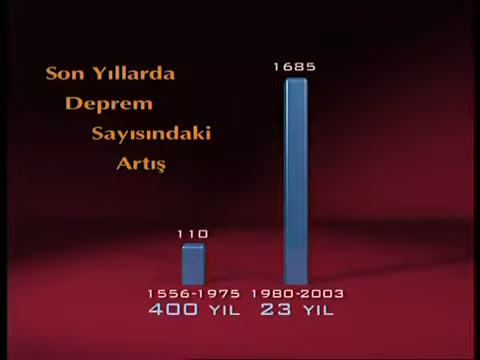 Son Yıllarda
Deprem
Sayısındaki
Artış
1685
110
1556-1975 1980-2003
400 YIL 23 YIL